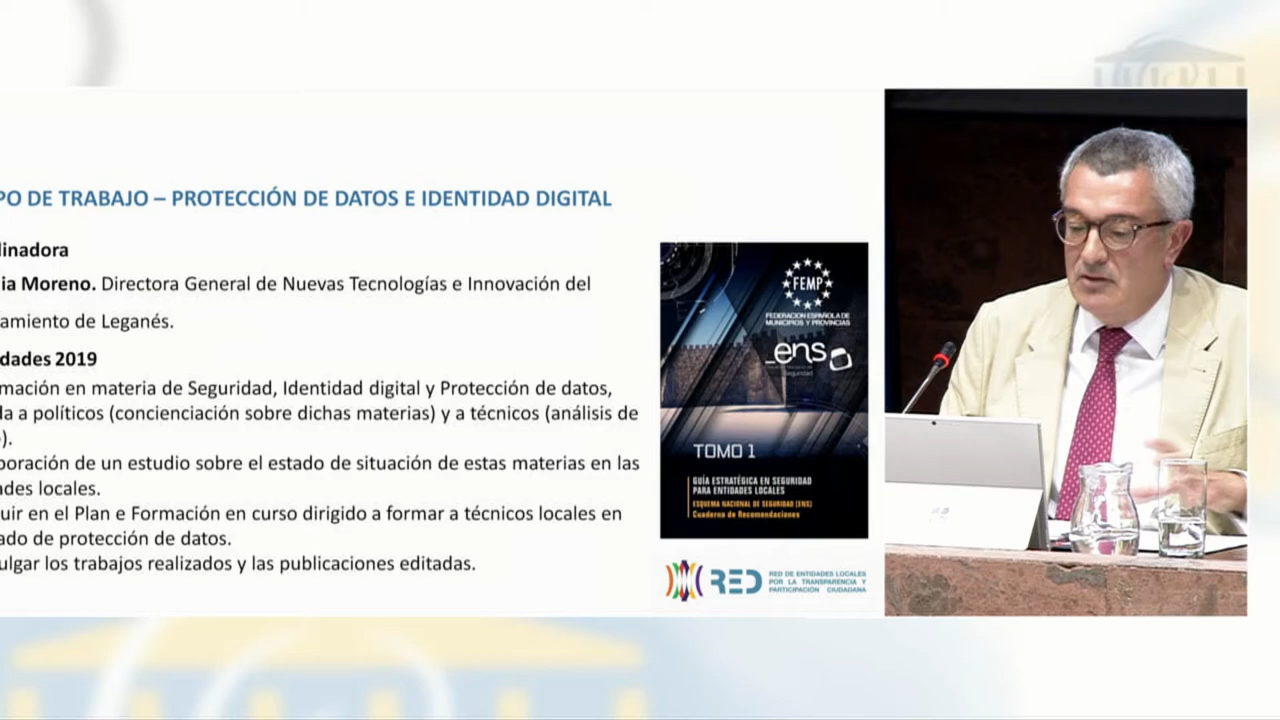 PO DE TRABAJO – PROTECCIÓN DE DATOS E IDENTIDAD DIGITAL
linadora
ia Moreno. Directora General de Nuevas Tecnologías e Innovación del
amiento de Leganés.
dades 2019
mación en materia de Seguridad, Identidad digital y Protección de datos,
la a políticos (concienciación sobre dichas materias) y a técnicos (análisis de
).
boración de un estudio sobre el estado de situación de estas materias en las
ades locales.
uir en el Plan e Formación en curso dirigido a formar a técnicos locales en
ado de protección de datos.
ulgar los trabajos realizados y las publicaciones editadas.
FEMP
FEDERACION ESPAÑOLA DE
MUNICIPIOS Y PROVINCIAS
_ens
Seguridad
TOMO 1
GUÍA ESTRATÉGICA EN SEGURIDAD
PARA ENTIDADES LOCALES
ESQUEMA NACIONAL DE SEGURIDAD (ENS)
Cuaderno de Recomendaciones
RED
RED DE ENTIDADES LOCALES
POR LA TRANSPARENCIA Y
PARTICIPACIÓN CIUDADANA